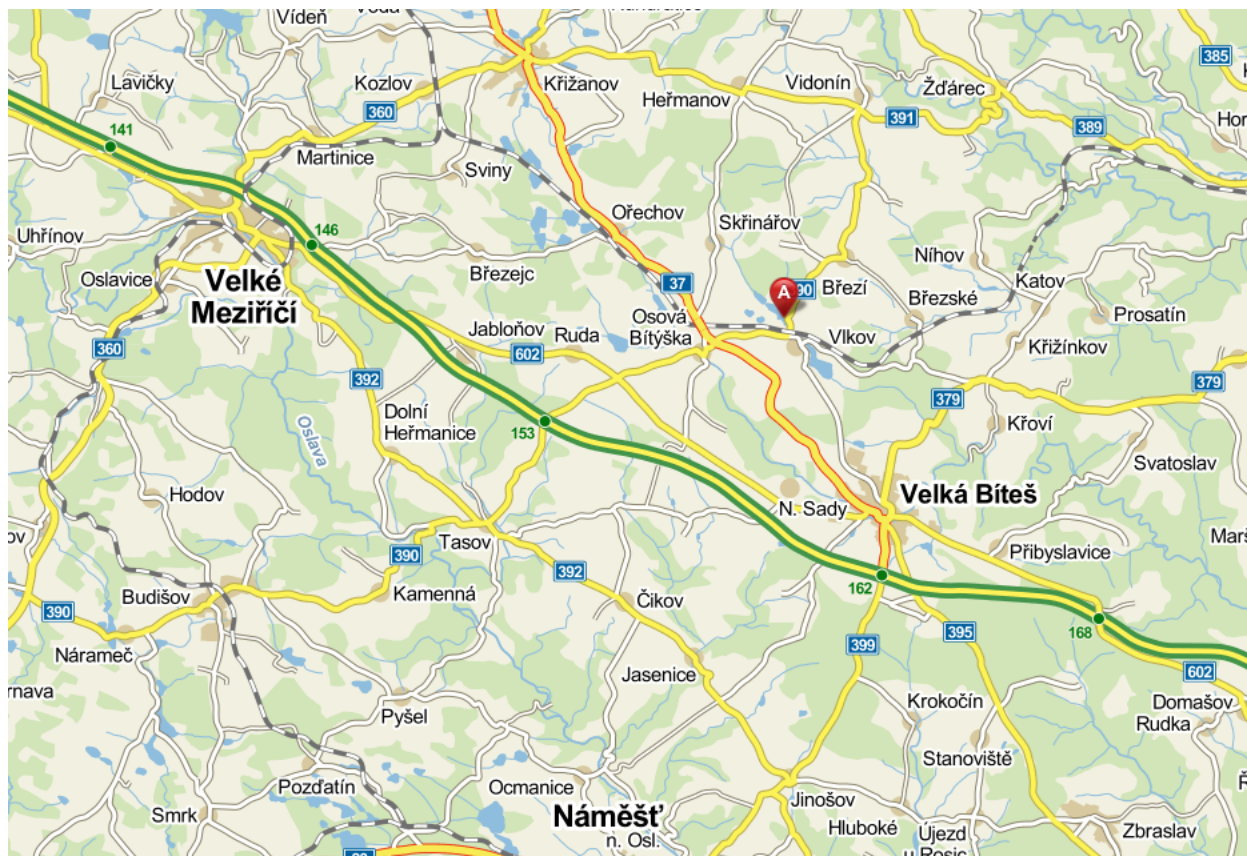 Vídeň
Lavičky
Kozlov
360
Křižanov
Heřmanov
Vidonín
Žďárec
385
391
389
141
Martinice
Sviny
Uhřínov
146
Oslavice
Velké
Meziříčí
Březejc
Ořechov
Skřinářov
37
A
90
Březí
Níhov
Katov
Březské
Prosatín
Osová
Bítýška
Vlkov
Křižínkov
360
Jabloňov
602
Ruda
392
379
379
Dolní
Heřmanice
Oslava
153
Křoví
Svatoslav
Hodov
N. Sady
Velká Bíteš
Tasov
390
392
Přibyslavice
162
168
390
Budišov
Kamenná
Čikov
399
395
602
Nárameč
Jasenice
Krokočín
Domašov
Rudka
Pyšel
Stanoviště
Pozďatín
Ocmanice
Jinošov
Smrk
Náměšť
n. Osl.
Hluboké
Újezd
u Rosic
Zbraslav